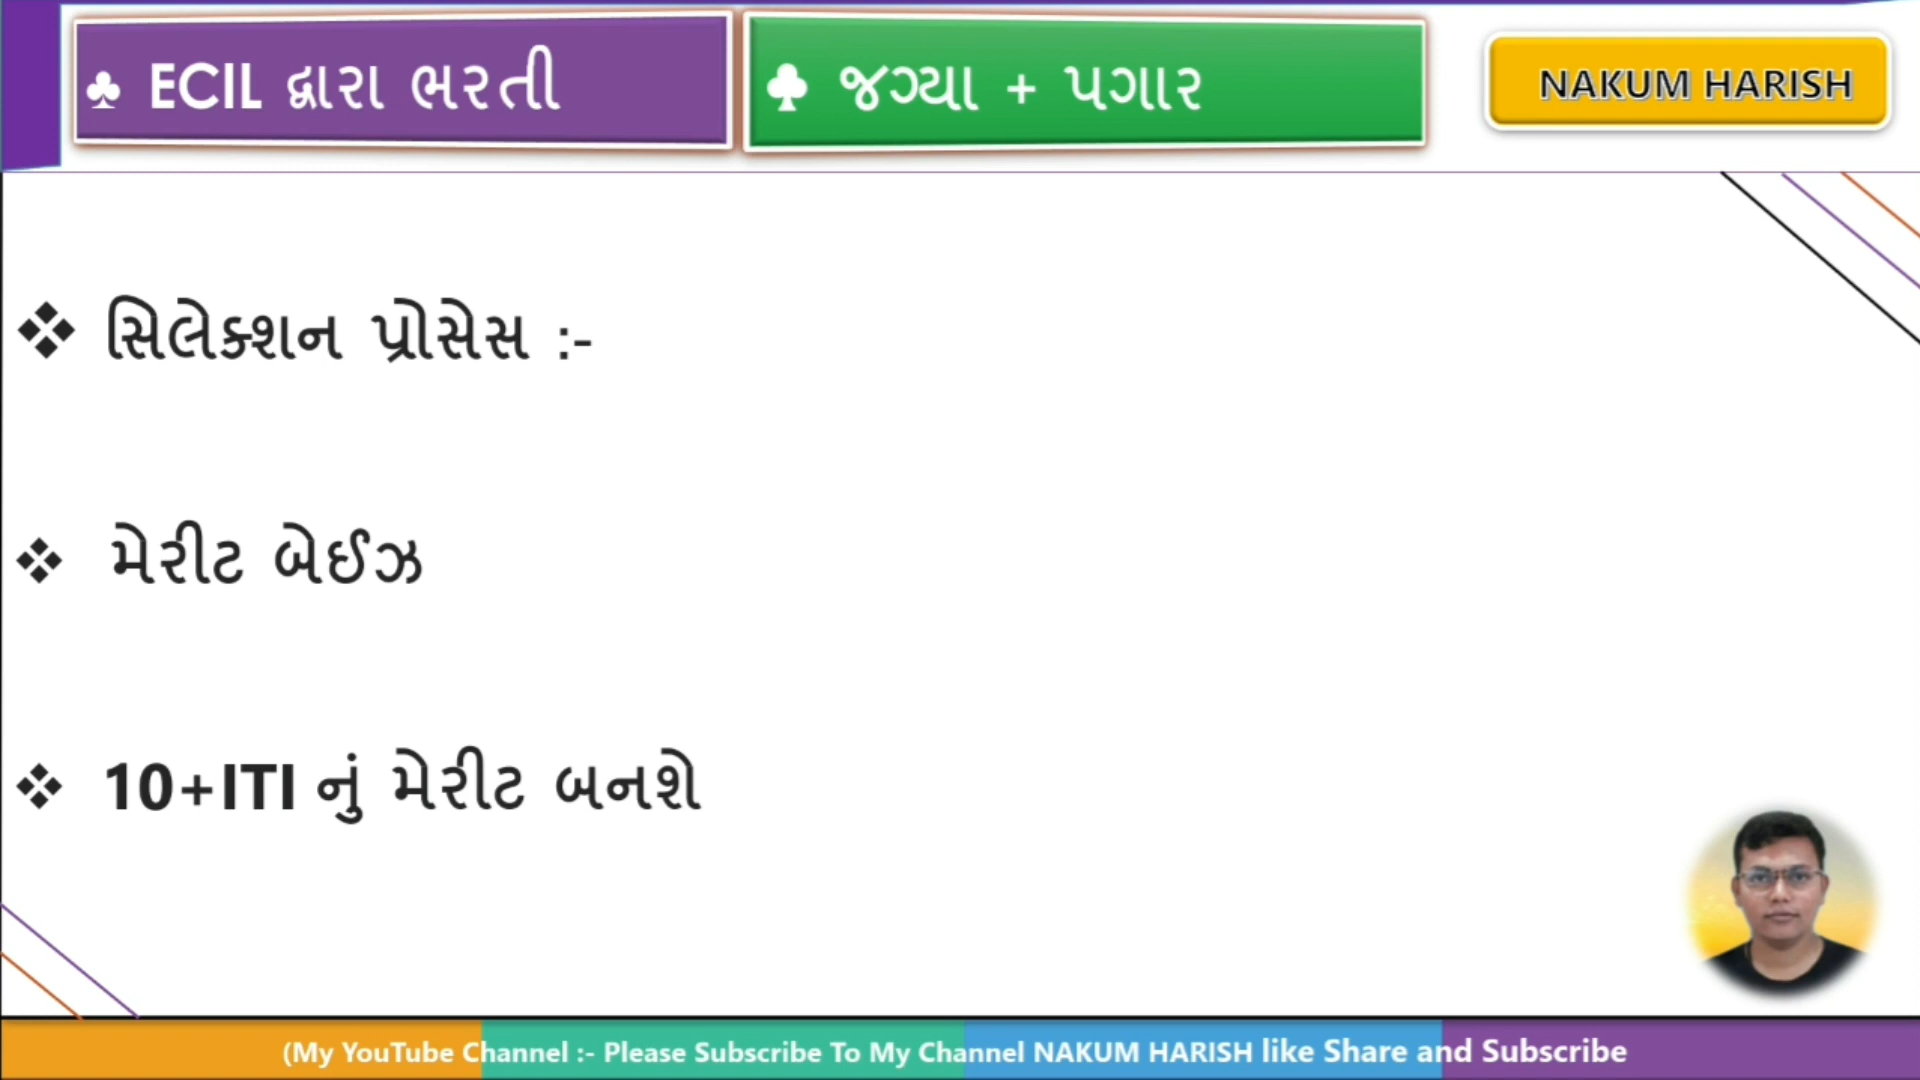 ♣ ECIL દ્વારા ભરતી
♣ જગ્યા + પગાર
NAKUM HARISH
❖ સિલેક્શન પ્રોસેસ :-
❖ મેરીટ બેઈઝ
❖ 10+ITI નું મેરીટ બનશે
(My YouTube Channel :- Please Subscribe To My Channel NAKUM HARISH like Share and Subscribe